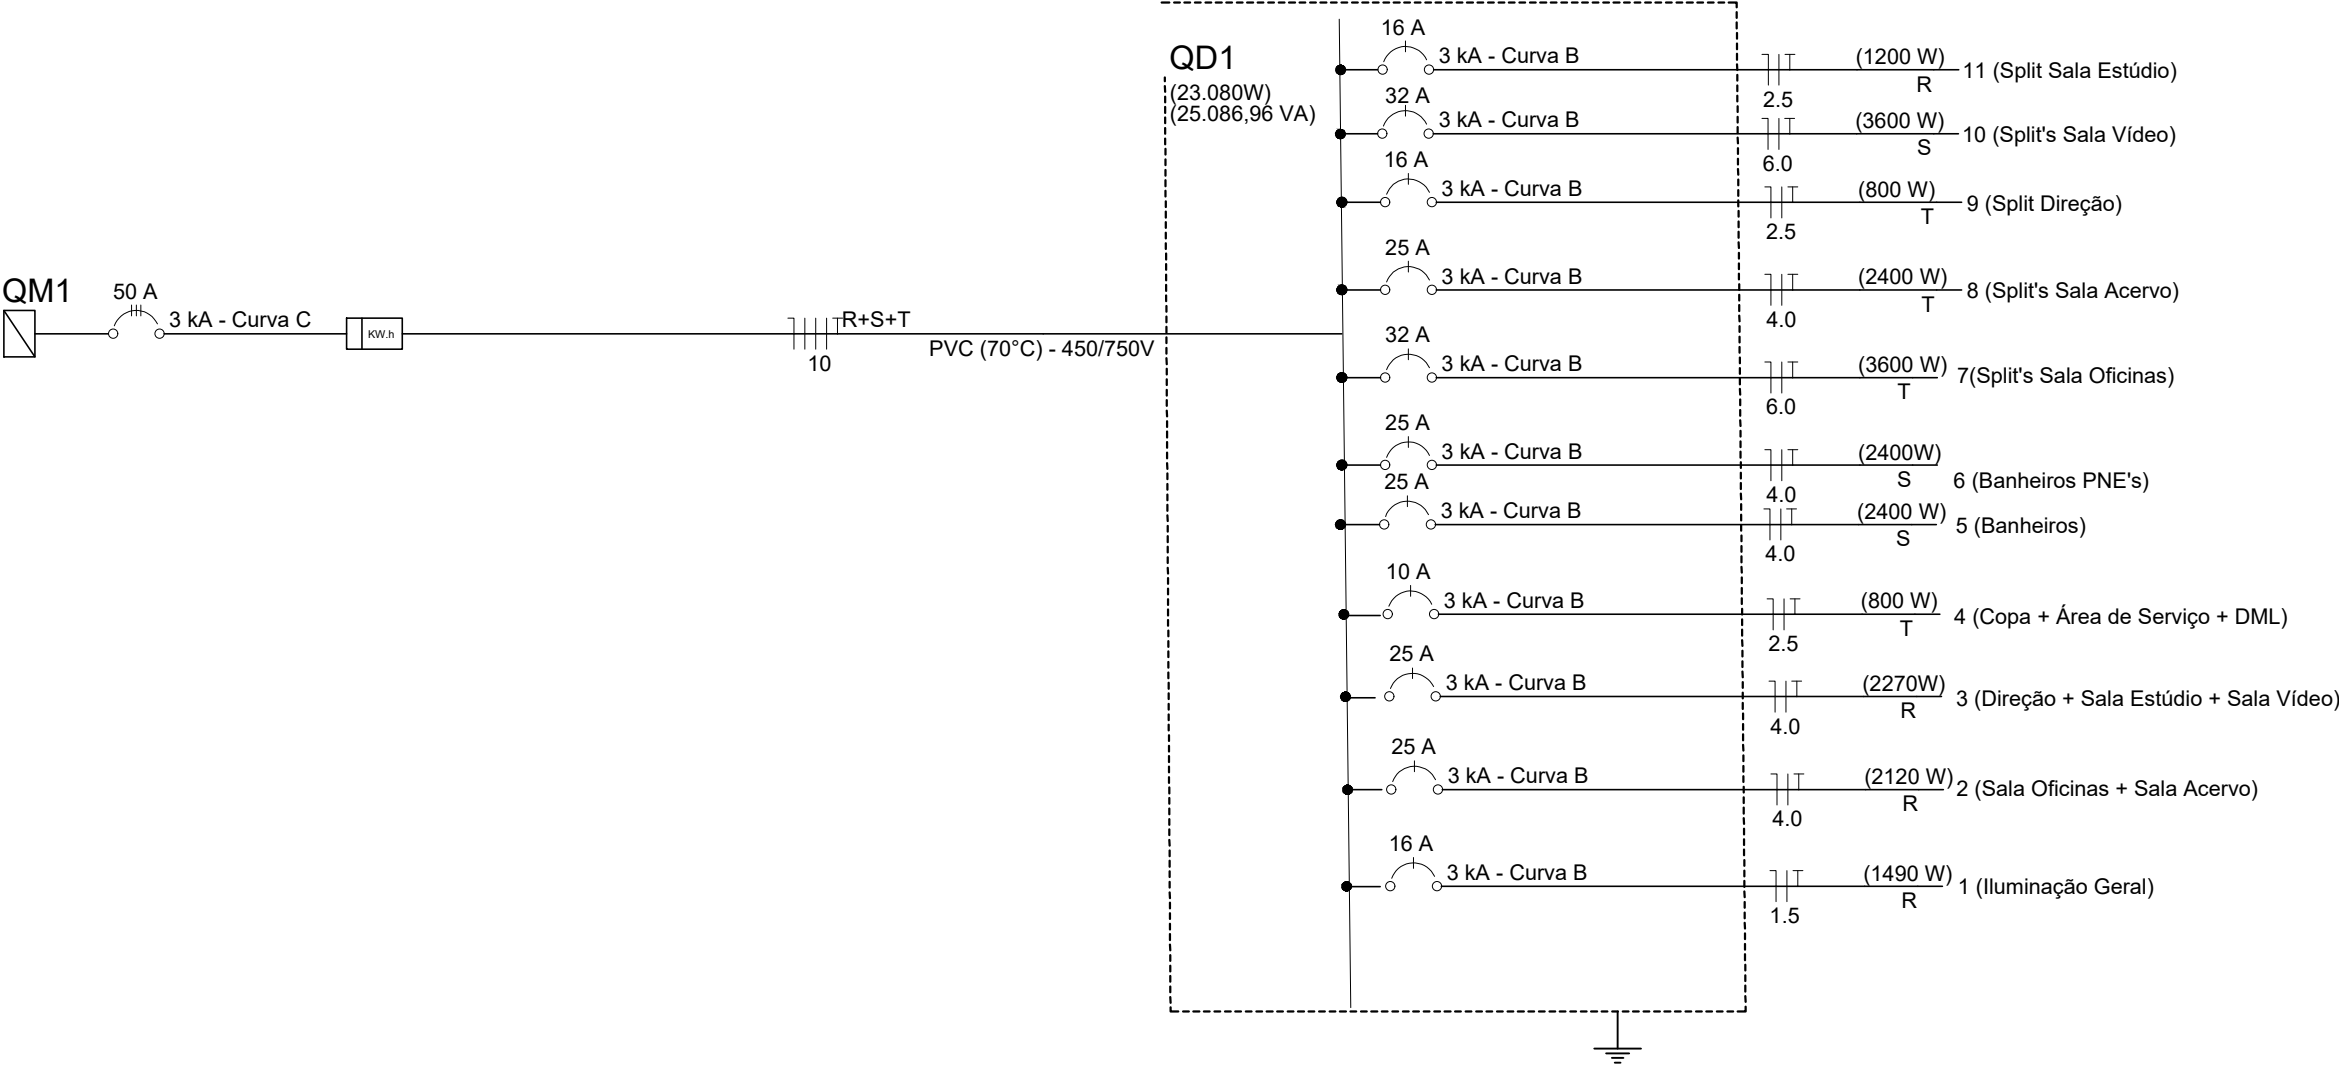 QM1
50 A
3 kA - Curva C
KW.h
R+S+T
10
PVC (70°C) - 450/750V
QD1
(23.080W)
(25.086,96 VA)
16 A
3 kA - Curva B
2.5
(1200 W)
R
11 (Split Sala Estúdio)
32 A
3 kA - Curva B
6.0
(3600 W)
S
10 (Split's Sala Vídeo)
16 A
3 kA - Curva B
2.5
(800 W)
T
9 (Split Direção)
25 A
3 kA - Curva B
4.0
(2400 W)
T
8 (Split's Sala Acervo)
32 A
3 kA - Curva B
6.0
(3600 W)
T
7(Split's Sala Oficinas)
25 A
3 kA - Curva B
4.0
(2400W)
S
6 (Banheiros PNE's)
25 A
3 kA - Curva B
4.0
(2400 W)
S
5 (Banheiros)
10 A
3 kA - Curva B
2.5
(800 W)
T
4 (Copa + Área de Serviço + DML)
25 A
3 kA - Curva B
4.0
(2270W)
R
3 (Direção + Sala Estúdio + Sala Vídeo)
25 A
3 kA - Curva B
4.0
(2120 W)
R
2 (Sala Oficinas + Sala Acervo)
16 A
3 kA - Curva B
1.5
(1490 W)
R
1 (Iluminação Geral)